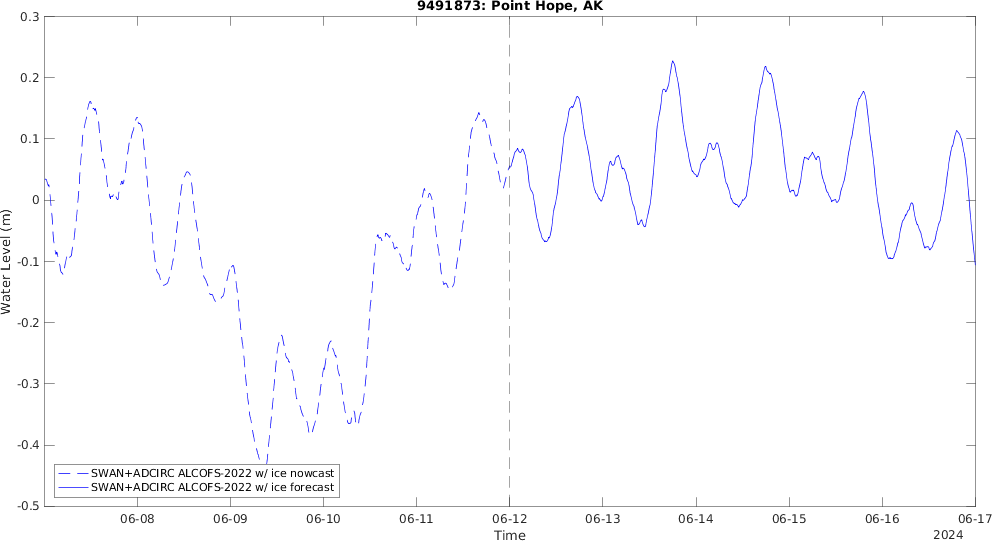 9491873: Point Hope, AK
0.3
0.2
0.1
0
-0.1
-0.2
-0.3
-0.4
-0.5
Water Level (m)
SWAN+ADCIRC ALCOFS-2022 w/ ice nowcast
SWAN+ADCIRC ALCOFS-2022 w/ ice forecast
06-08 06-09 06-10 06-11 06-12 06-13 06-14 06-15 06-16 06-17
Time
2024